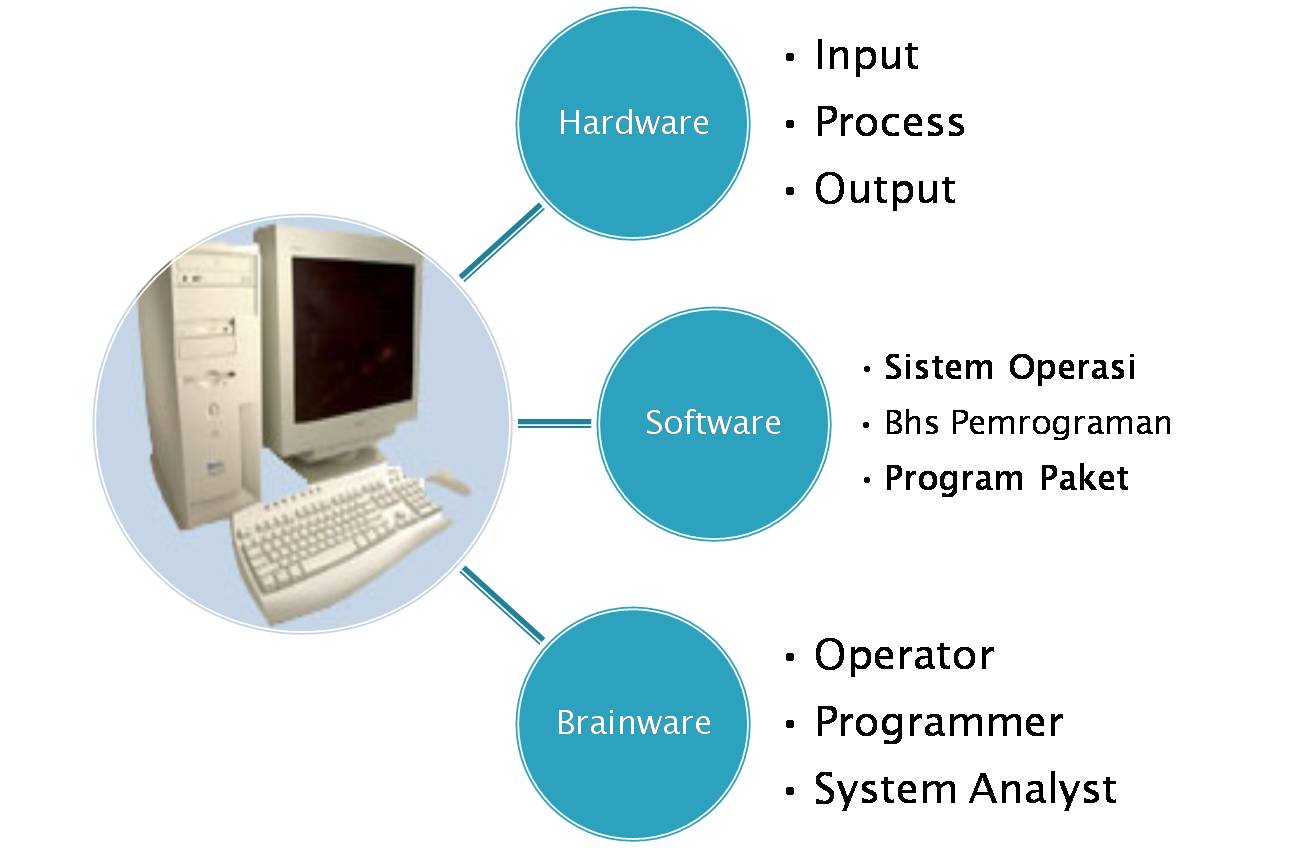 Hardware
• Input
• Process
• Output
Software
• Sistem Operasi
• Bhs Pemrograman
• Program Paket
Brainware
• Operator
• Programmer
• System Analyst